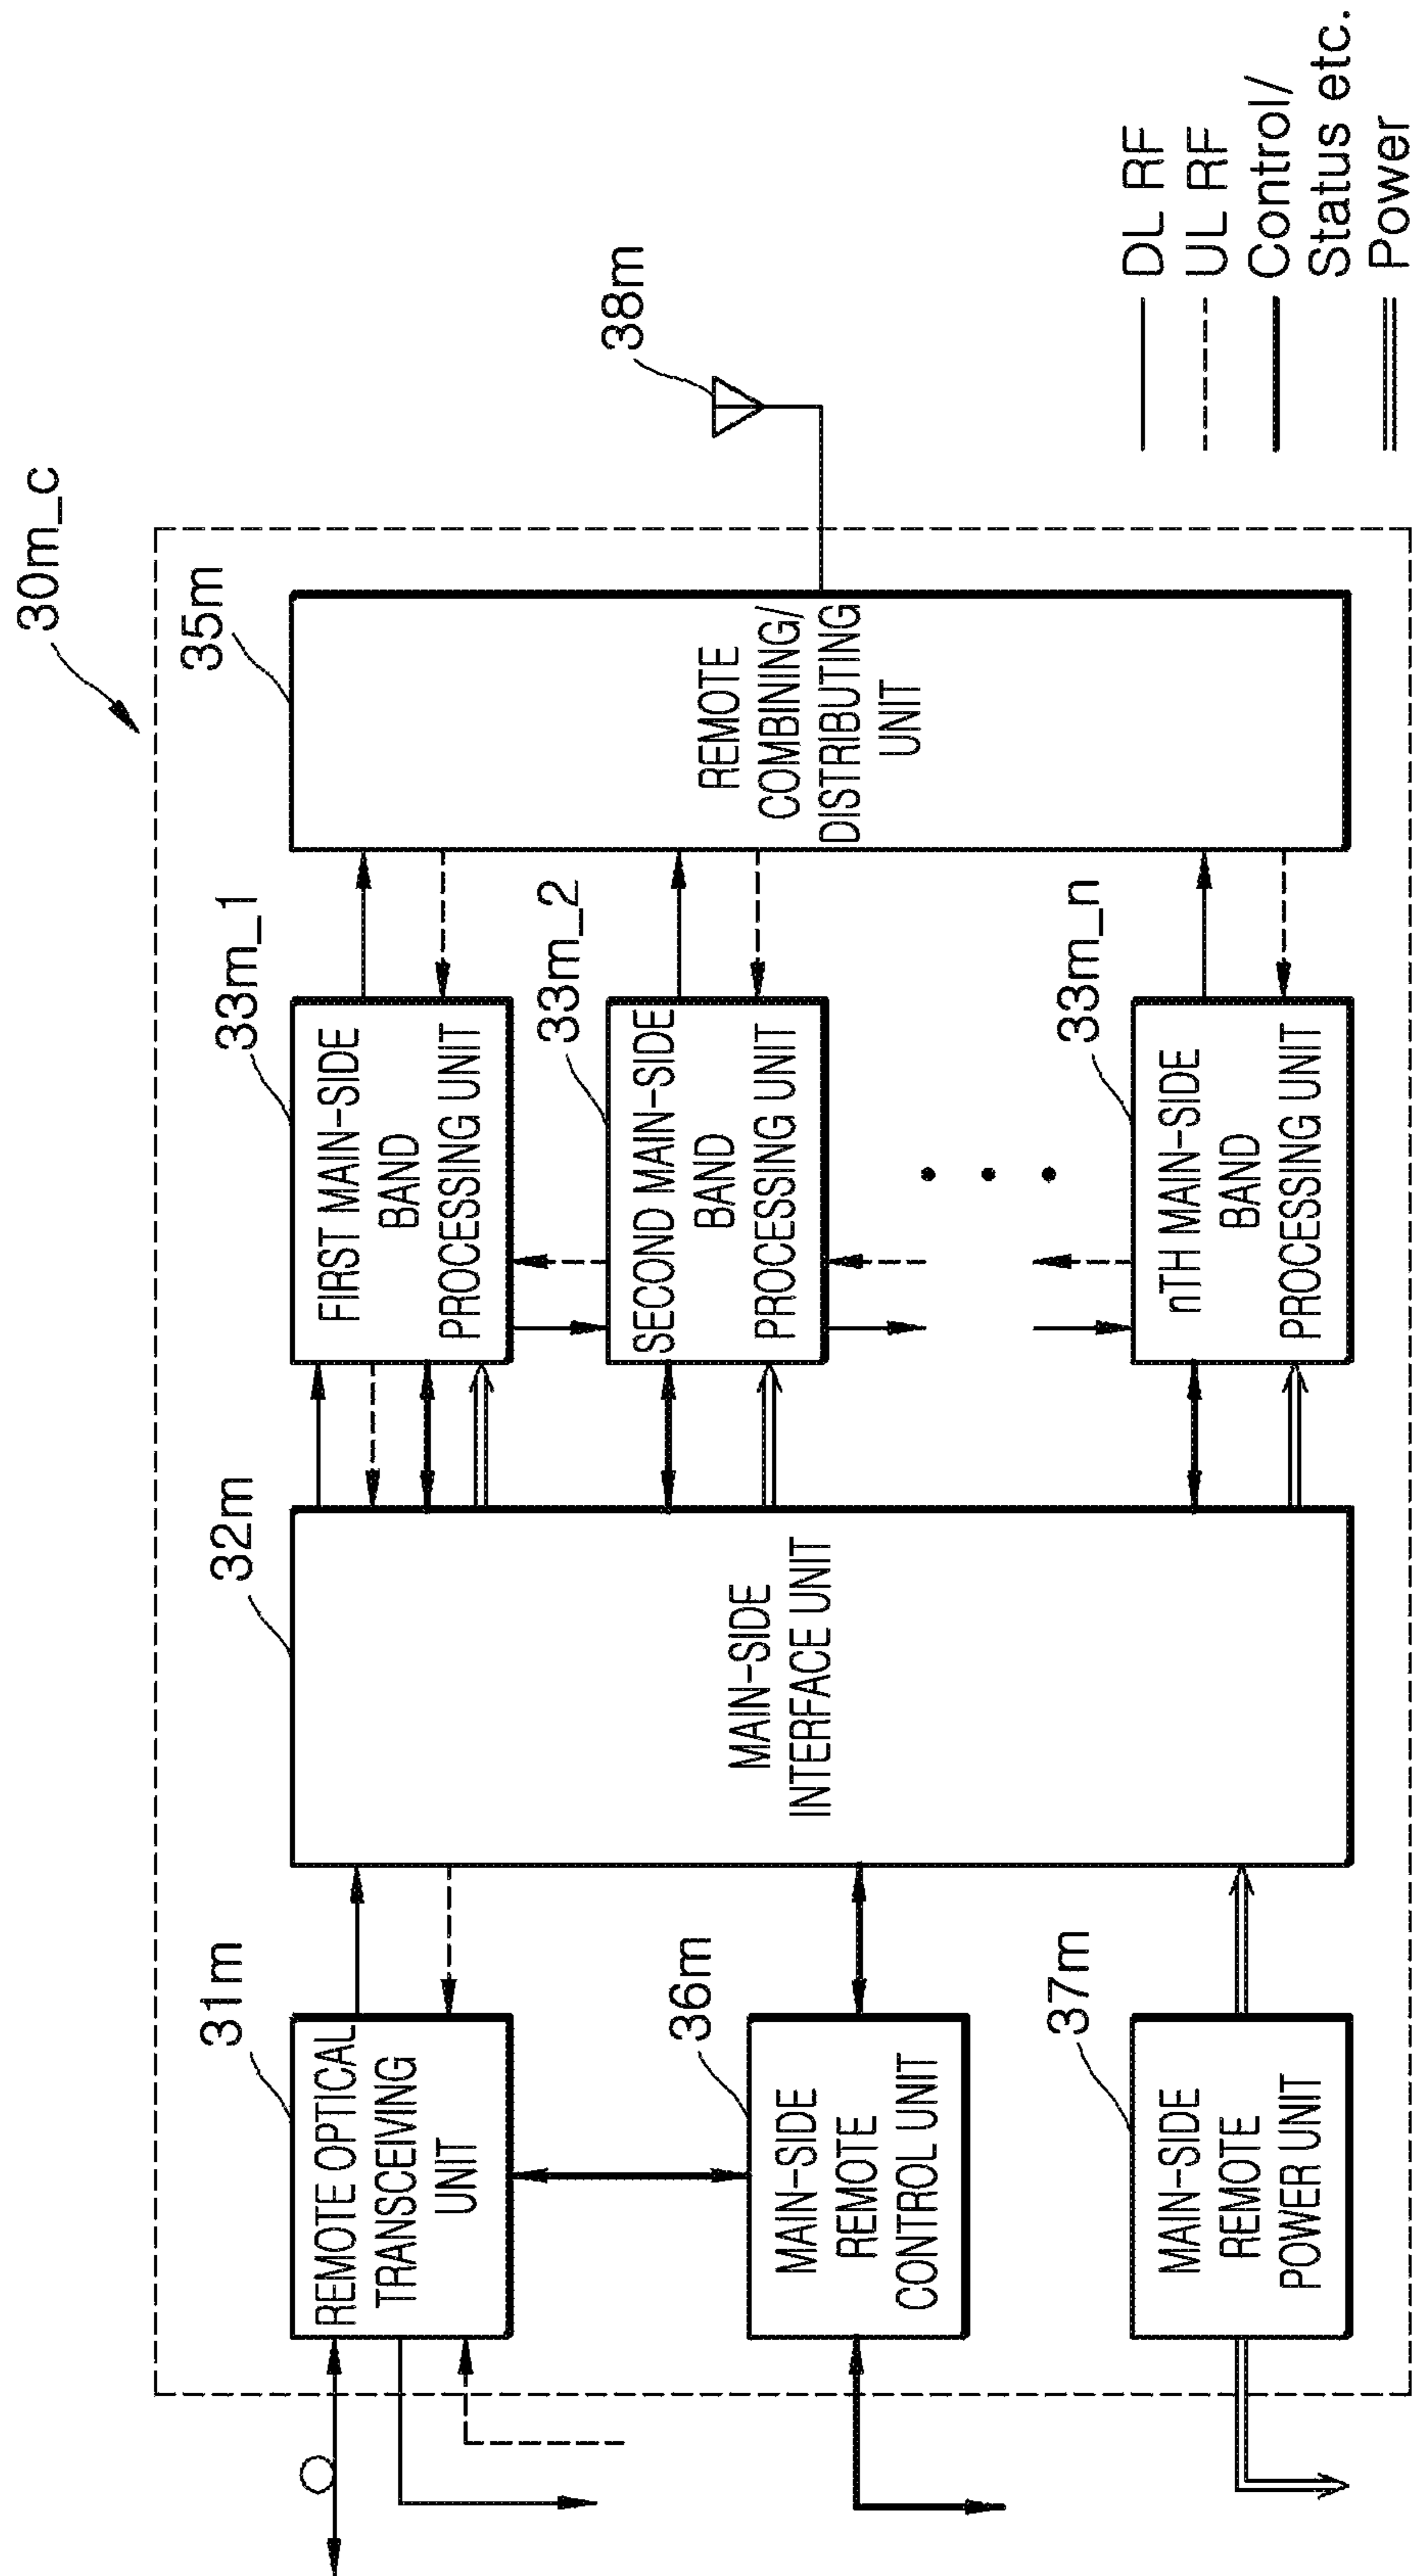 30m_c
31m
REMOTE OPTICAL
TRANSCEIVING
UNIT
36m
MAIN-SIDE
REMOTE
CONTROL UNIT
37m
MAIN-SIDE
REMOTE
POWER UNIT
32m
MAIN-SIDE
INTERFACE UNIT
33m_1
FIRST MAIN-SIDE
BAND
PROCESSING UNIT
33m_2
SECOND MAIN-SIDE
BAND
PROCESSING UNIT
33m_n
nTH MAIN-SIDE
BAND
PROCESSING UNIT
35m
REMOTE
COMBINING/
DISTRIBUTING
UNIT
38m
DL RF
UL RF
Control/
Status etc.
Power